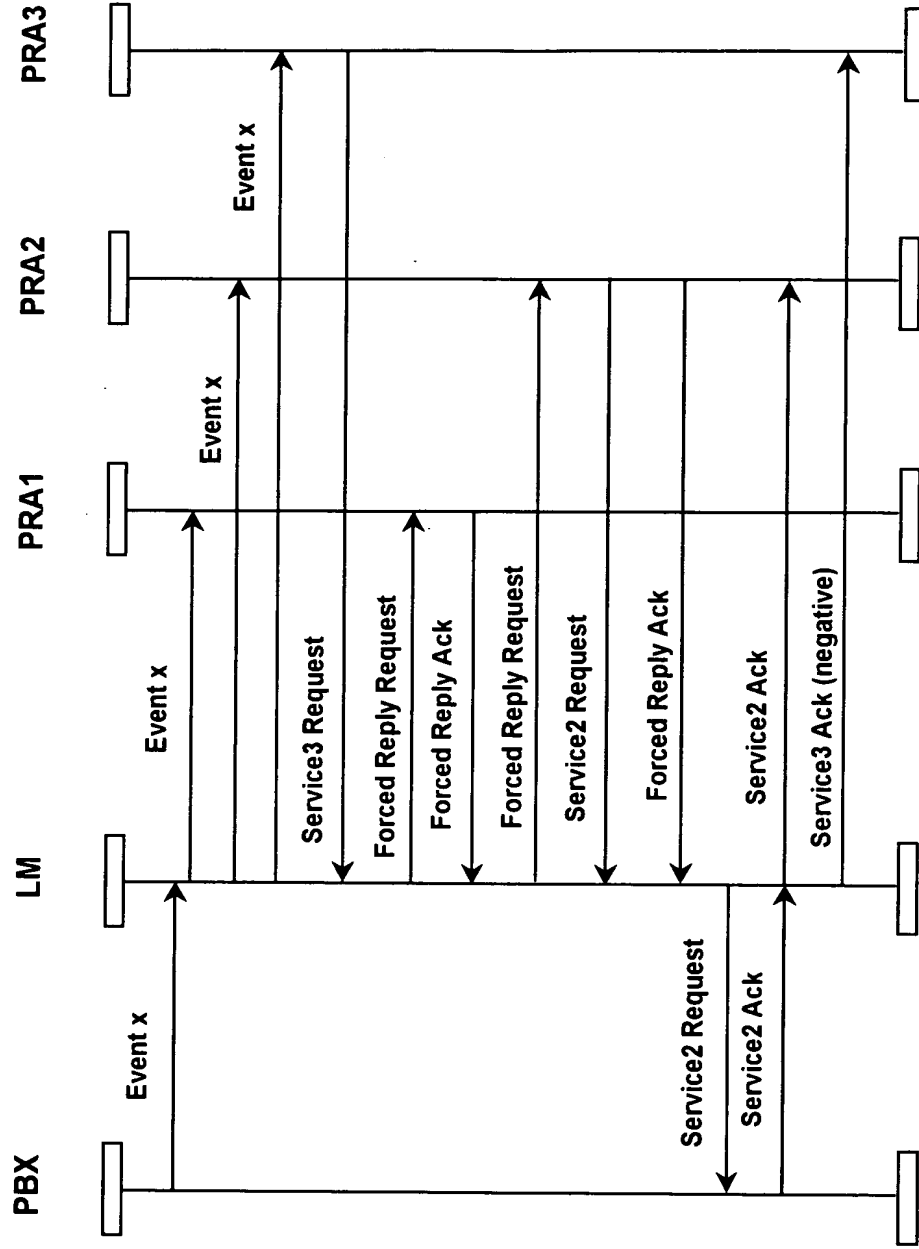 PBX
LM
PRA1
PRA2
PRA3
Event x
Event x
Event x
Event x
Service3 Request
Forced Reply Request
Forced Reply Ack
Forced Reply Request
Service2 Request
Forced Reply Ack
Service2 Request
Service2 Ack
Service2 Ack
Service3 Ack (negative)